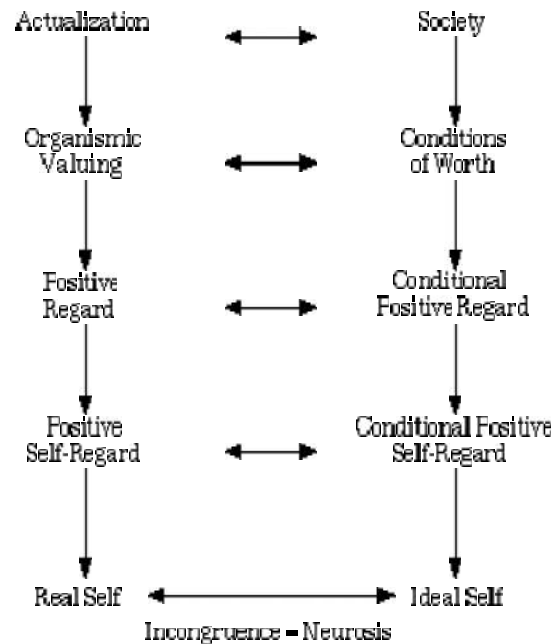 Actualization Society
Organismic Conditions
Valuing of Worth
Positive Conditional
Regard Positive Regard
Positive Conditional Positive
Self-Regard Self-Regard
Real Self Ideal Self
Incongruence = Neurosis